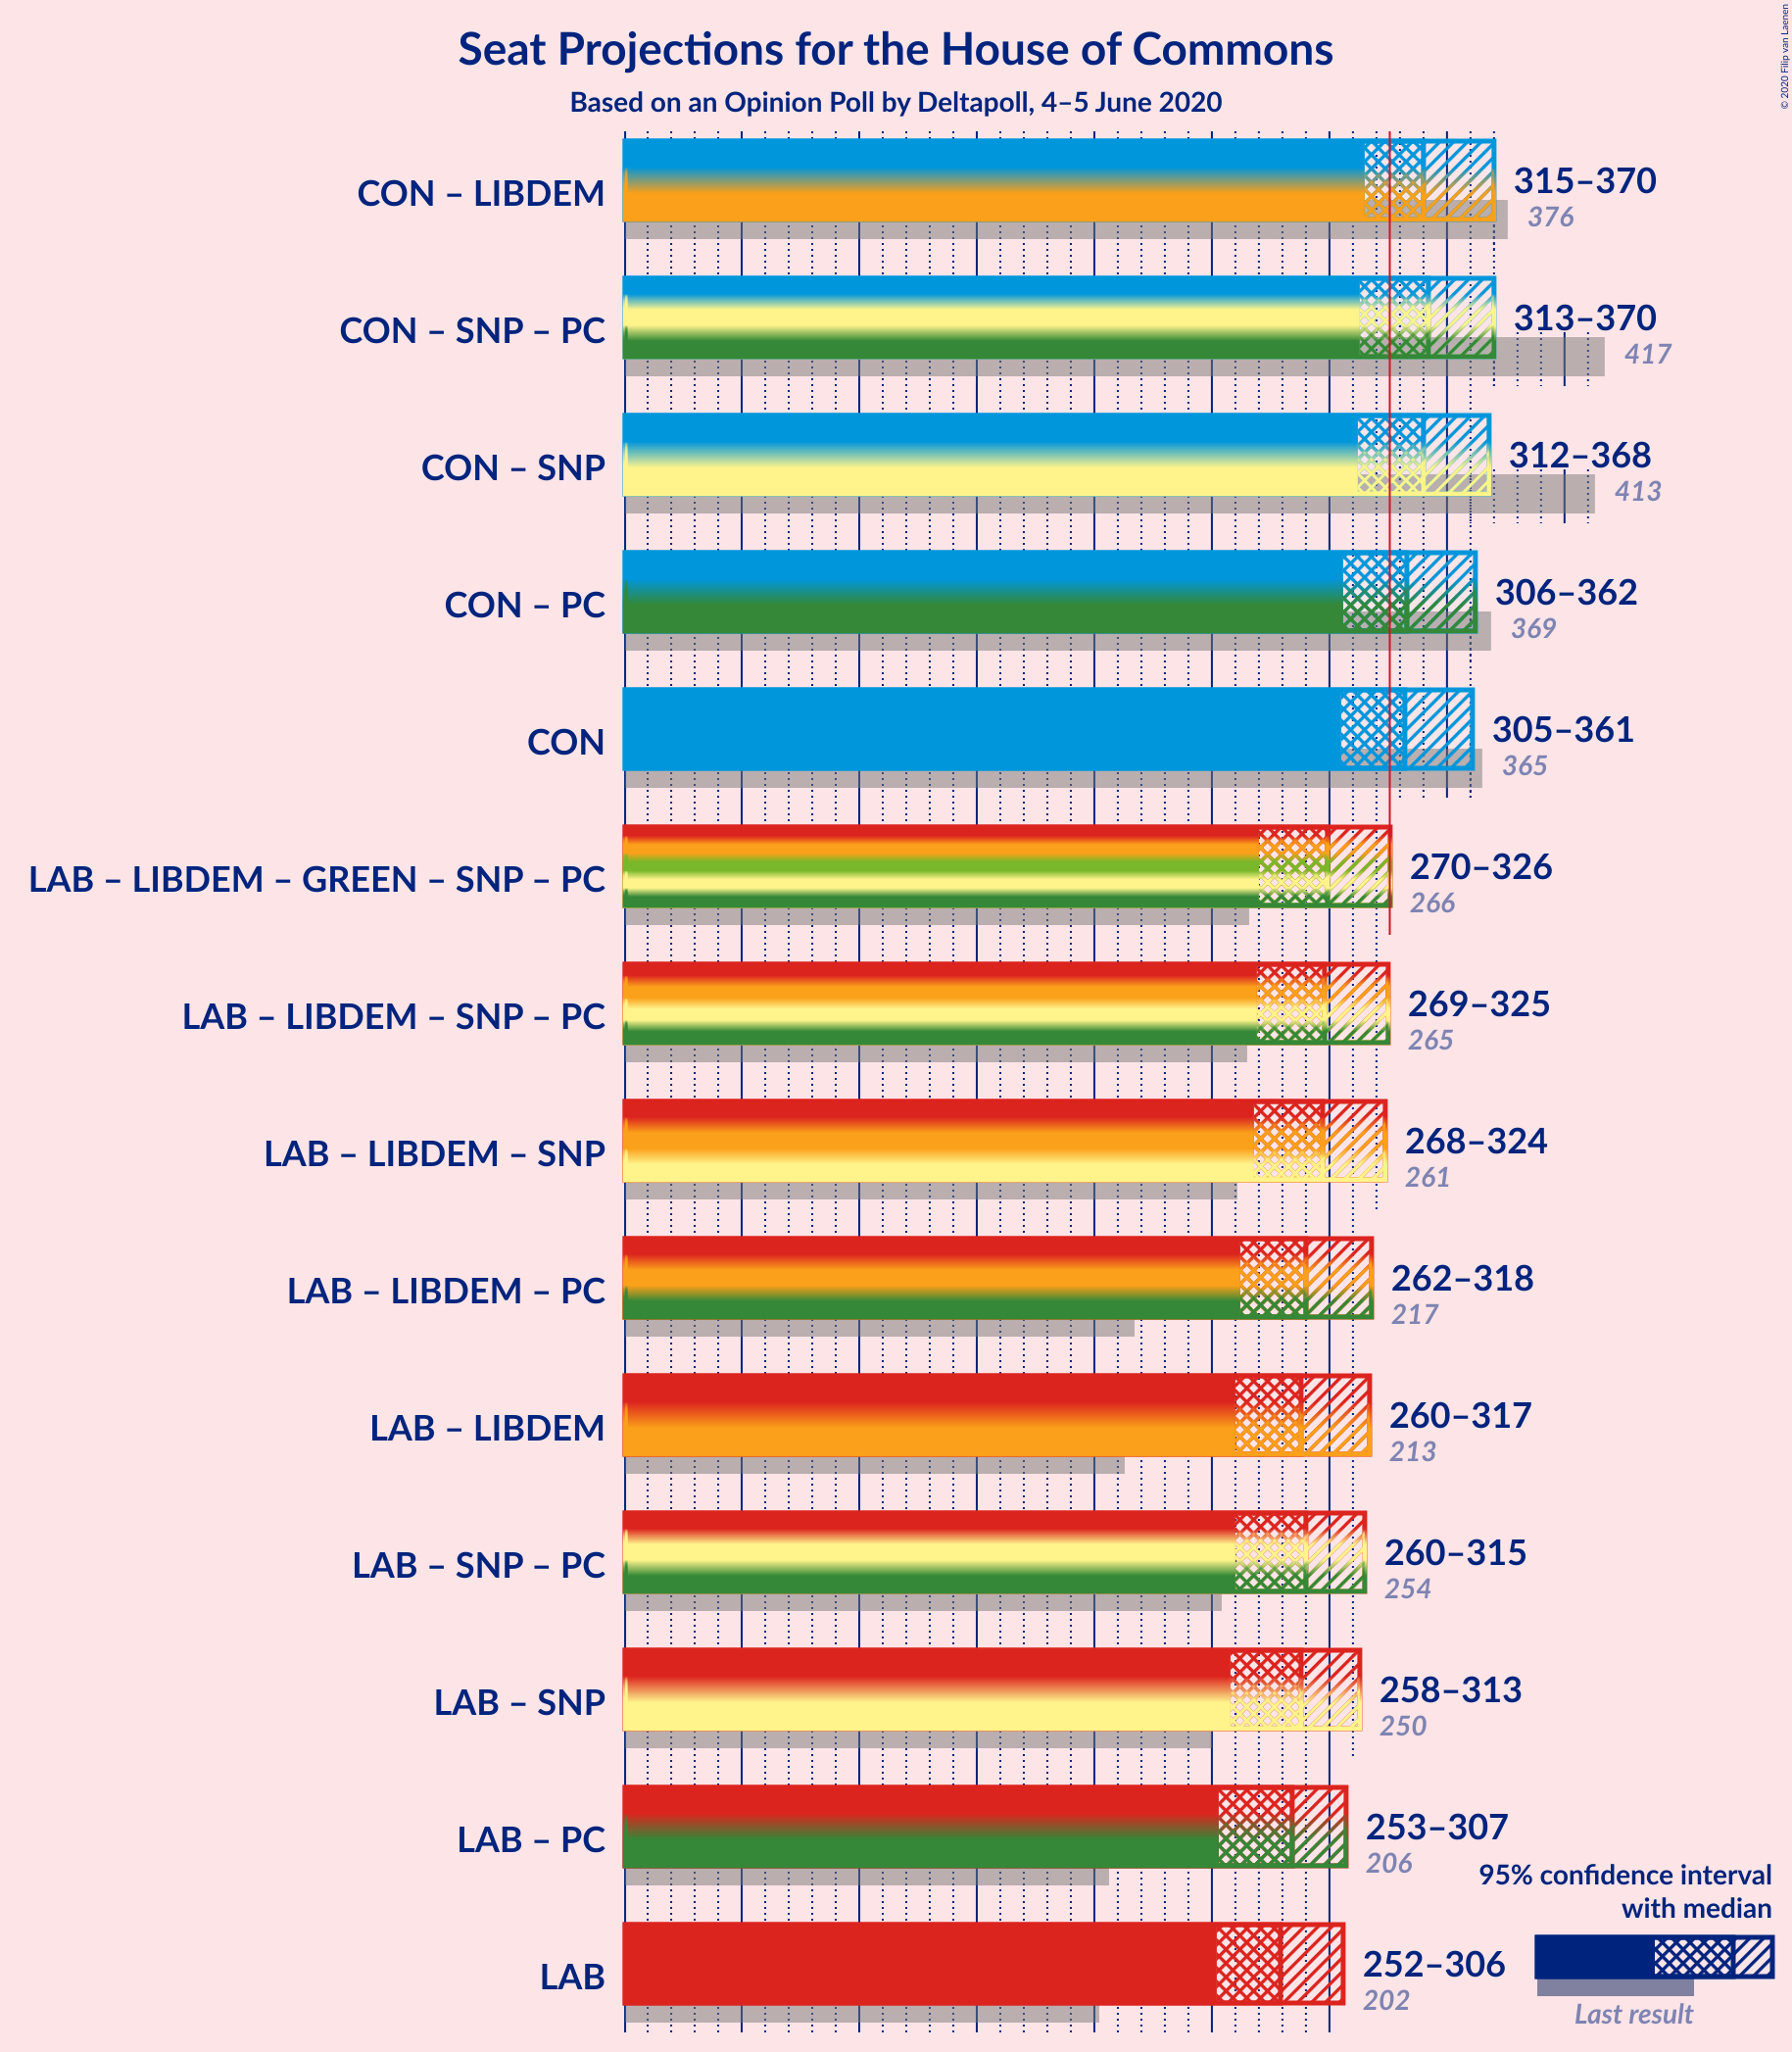 Seat Projections for the House of Commons
Based on an Opinion Poll by Deltapoll, 4–5 June 2020
© 2020 Filip van Laenen
CON – LIBDEM
315–370
376
CON – SNP – PC
313–370
417
CON – SNP
312–368
413
CON – PC
306–362
369
CON
305–361
365
LAB – LIBDEM – GREEN – SNP – PC
270–326
266
LAB – LIBDEM – SNP – PC
269–325
265
LAB – LIBDEM – SNP
268–324
261
LAB – LIBDEM – PC
262–318
217
LAB – LIBDEM
260–317
213
LAB – SNP – PC
260–315
254
LAB – SNP
258–313
250
LAB – PC
253–307
206
LAB
252–306
202
95% confidence interval
with median
Last result